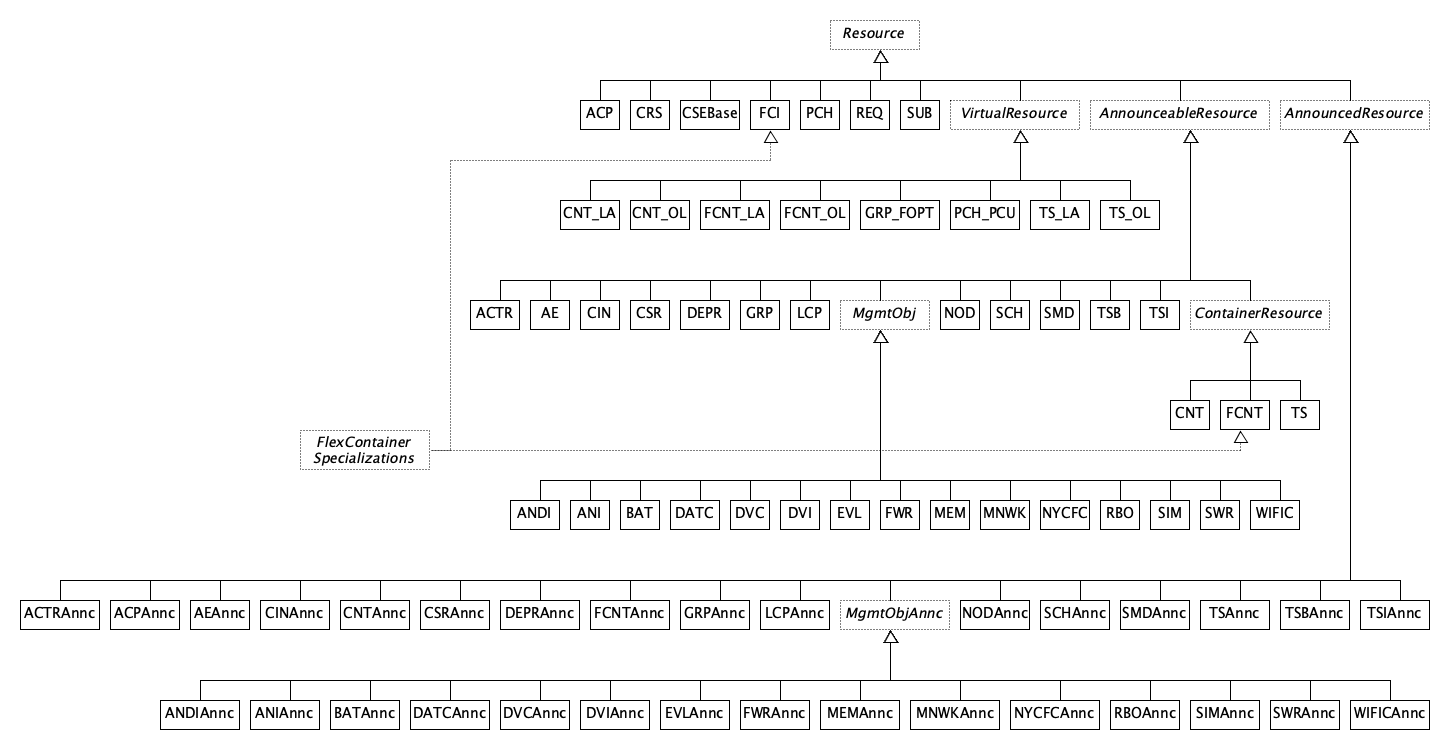 Resource
ACP CRS CSEBase FCI PCH REQ SUB VirtualResource AnnounceableResource AnnouncedResource
CNT_LA CNT_OL FCNT_LA FCNT_OL GRP_FOPT PCH_PCU TS_LA TS_OL
ACTR AE CIN CSR DEPR GRP LCP MgmtObj NOD SCH SMD TSB TSI ContainerResource
CNT FCNT TS
FlexContainer
Specializations
ANDI ANI BAT DATC DVC DVI EVL FWR MEM MNWK NYCFC RBO SIM SWR WIFIC
ACTRAnnc ACPAnnc AEAnnc CINAnnc CNTAnnc CSRAnnc DEPRAnnc FCNTAnnc GRPAnnc LCPAnnc MgmtObjAnnc NODAnnc SCHAnnc SMDAnnc TSAnnc TSBAnnc TSIAnnc
ANDIAnnc ANIAnnc BATAnnc DATCAnnc DVCAnnc DVIAnnc EVLAnnc FWRAnnc MEMAnnc MNWKAnnc NYCFCAnnc RBOAnnc SIMAnnc SWRAnnc WIFICAnnc